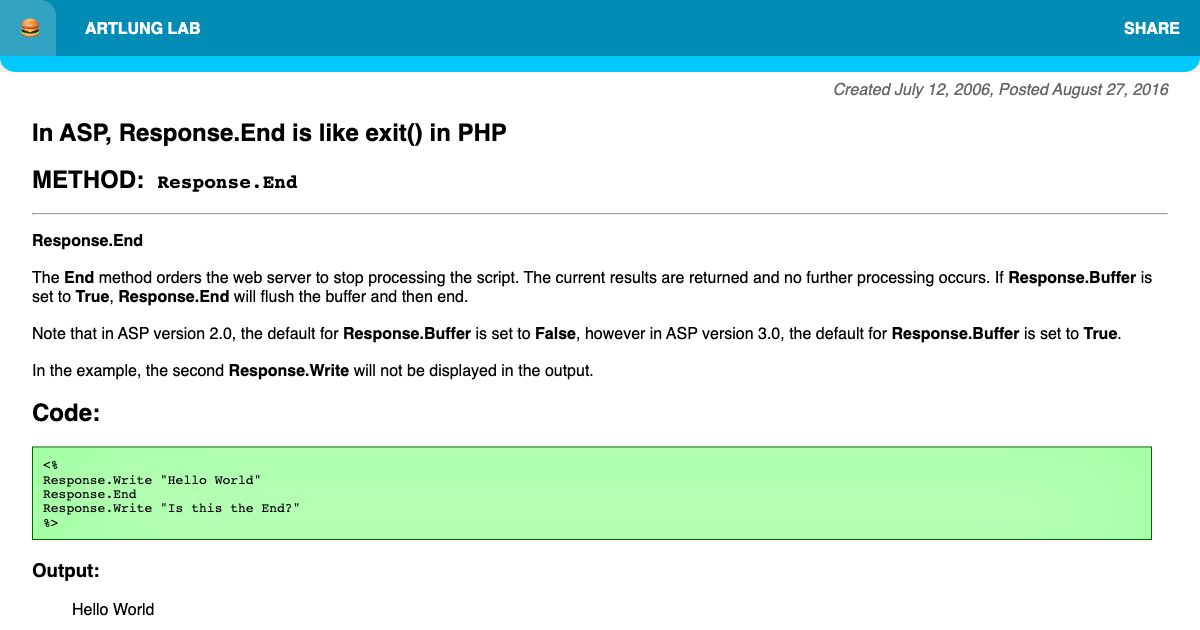 ARTLUNG LAB
SHARE
Created July 12, 2006, Posted August 27, 2016
In ASP, Response.End is like exit() in PHP
METHOD: Response.End
Response.End
The End method orders the web server to stop processing the script. The current results are returned and no further processing occurs. If Response.Buffer is
set to True, Response.End will flush the buffer and then end.
Note that in ASP version 2.0, the default for Response.Buffer is set to False, however in ASP version 3.0, the default for Response.Buffer is set to True.
In the example, the second Response.Write will not be displayed in the output.
Code:
<%
Response.Write "Hello World"
Response.End
Response.Write "Is this the End?"
%>
Output:
Hello World